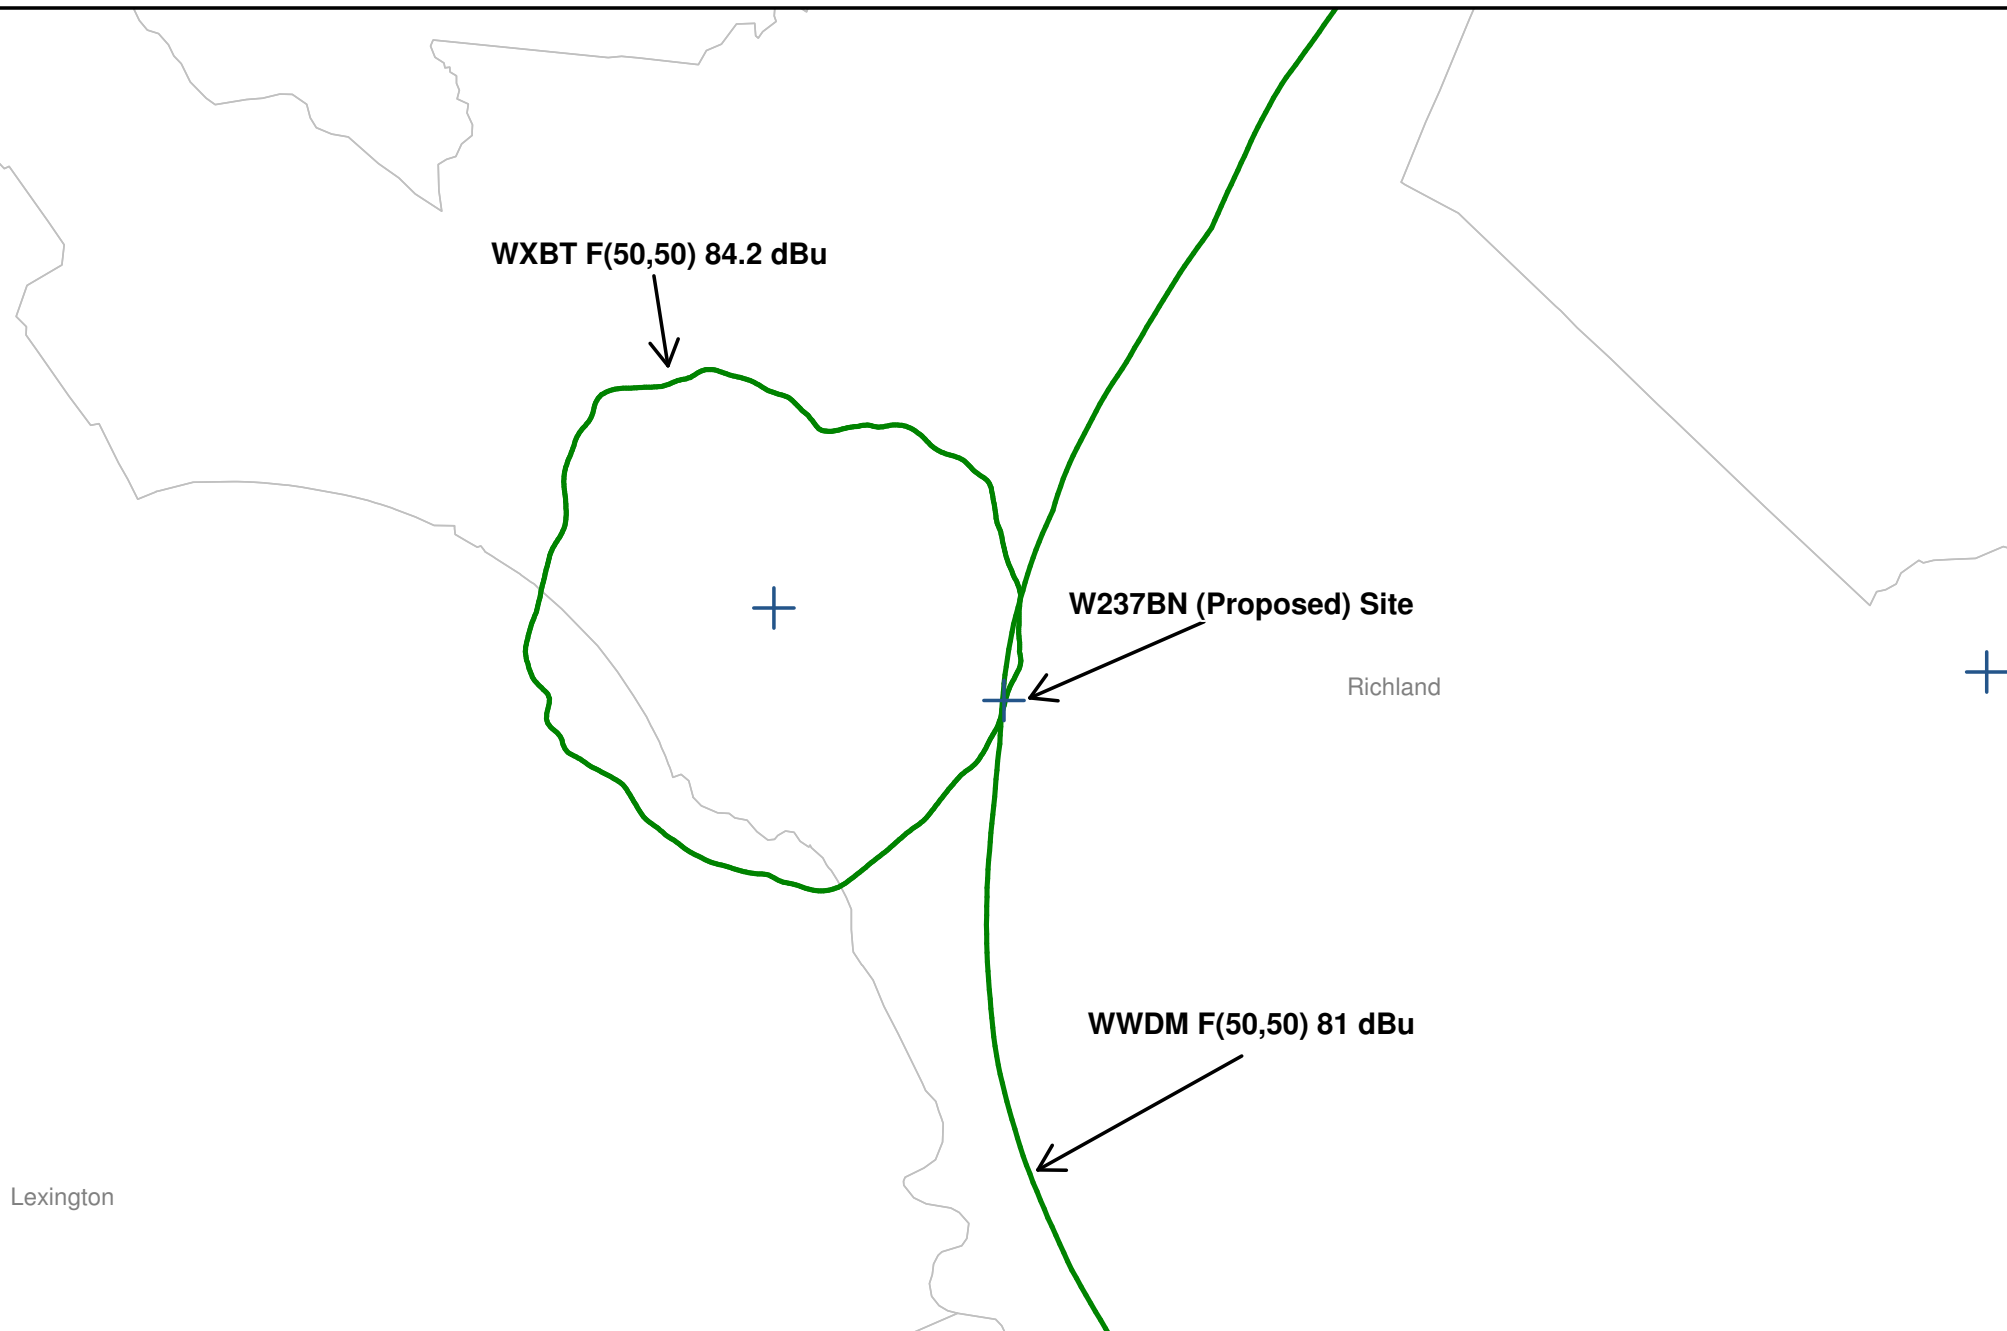 WXBT F(50,50) 84.2 dBu
W237BN (Proposed) Site
Richland
WWDM F(50,50) 81 dBu
Lexington